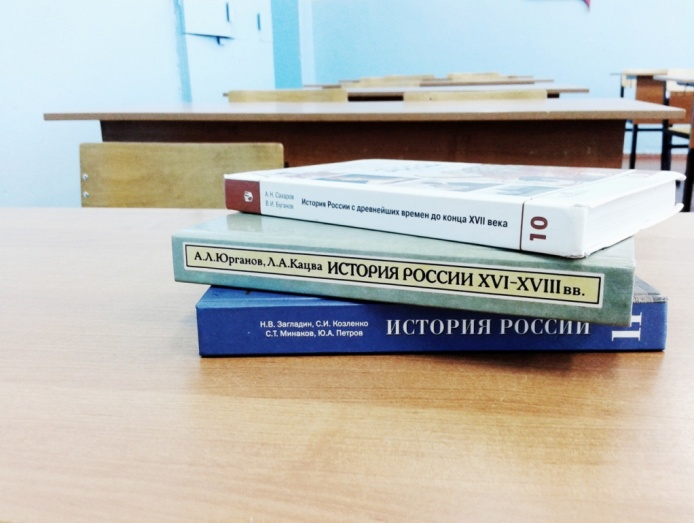 А.Н. Сахаров
В.И. Буганов
История России с древнейших времен до конца XVII века
10
А.Л.Юрганов, Л.А.Кацва ИСТОРИЯ РОССИИ XVI–XVIII вв.
Н.В. Загладин, С.И. Козленко
С.Т. Минаков, Ю.А. Петров
ИСТОРИЯ РОССИИ
11